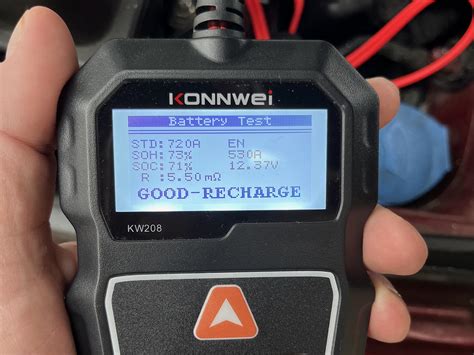 KONNWEI
Battery Test
STD:720A EN
SOH:73% 530A
SOC:71% 12.37V
R :5.50mΩ
GOOD-RECHARGE
KW208